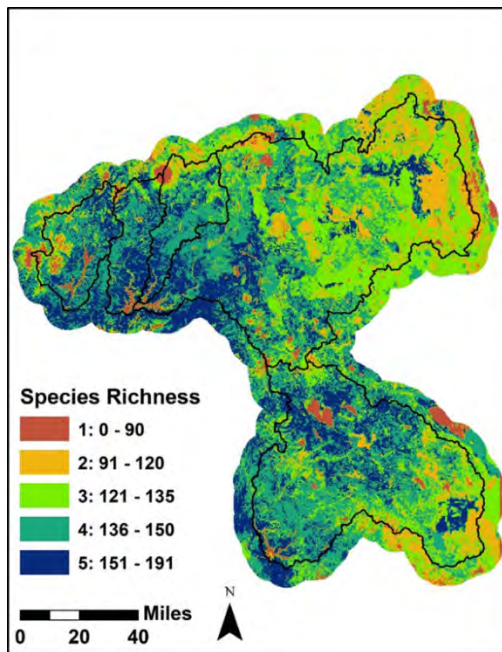 Species Richness
1: 0 - 90
2: 91 - 120
3: 121 - 135
4: 136 - 150
5: 151 - 191
Miles
0 20 40
N